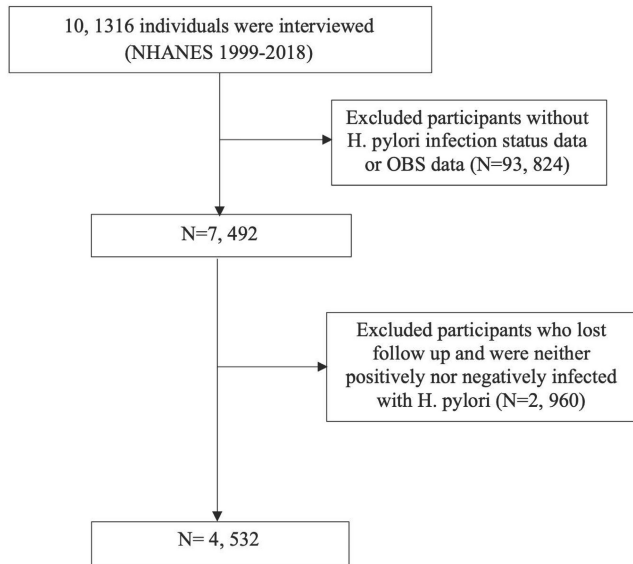 10, 1316 individuals were interviewed
(NHANES 1999-2018)
Excluded participants without
H. pylori infection status data
or OBS data (N=93, 824)
N=7, 492
Excluded participants who lost
follow up and were neither
positively nor negatively infected
with H. pylori (N=2, 960)
N= 4, 532